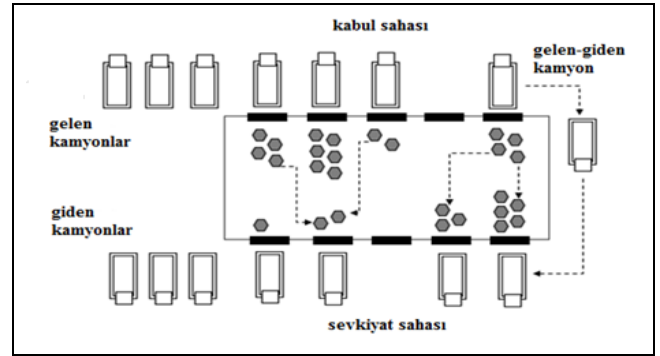 kabul sahası
gelen-giden
kamyon
gelen
kamyonlar
giden
kamyonlar
sevkiyat sahası